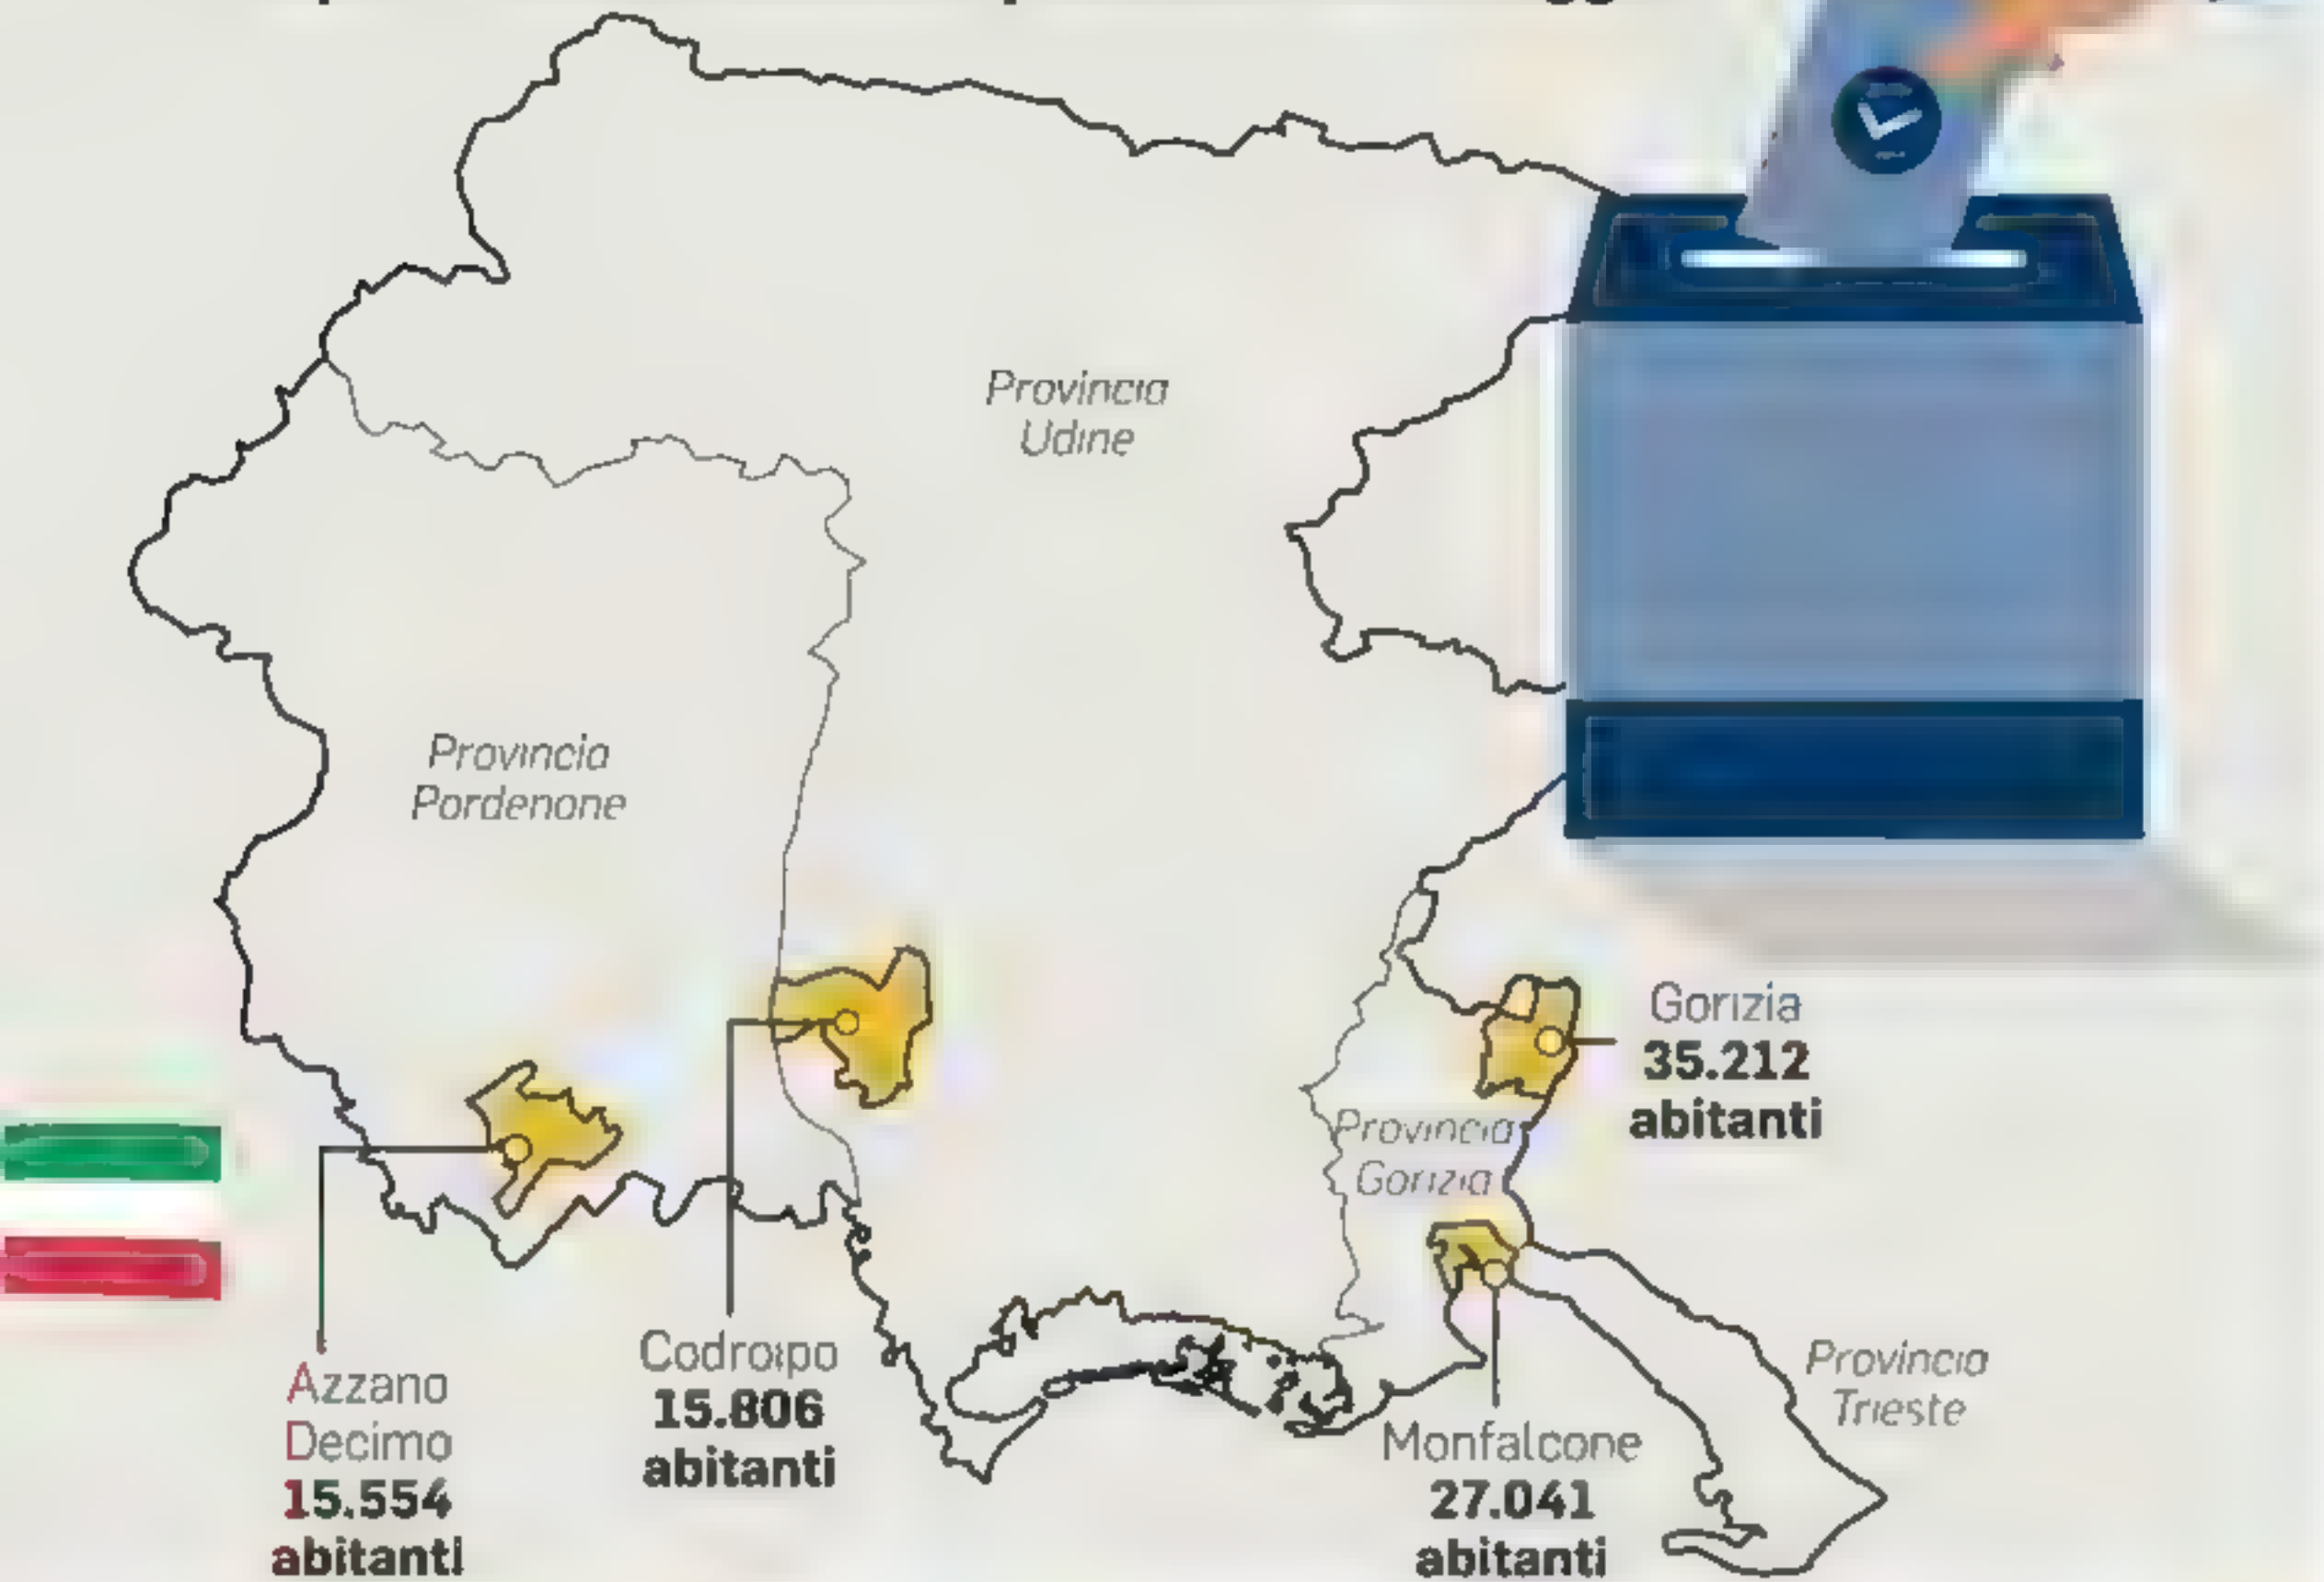 Provincia
Udine
Provincia
Pordenone
Gorizia
35.212
abitanti
Provincia
Gorizia
Azzano
Decimo
15.554
abitanti
Codroipo
15.806
abitanti
Monfalcone
27.041
abitanti
Provincia
Trieste